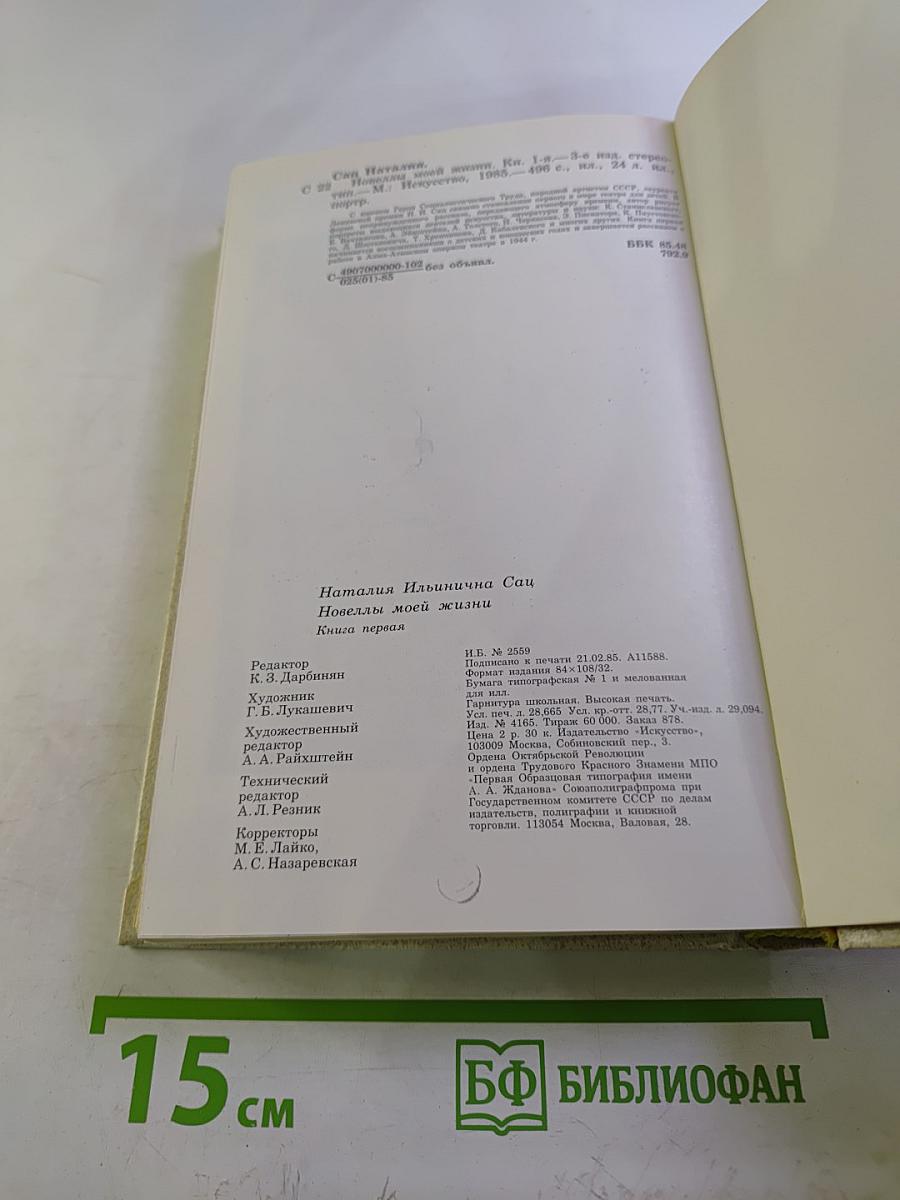 Сац Наталия.
С 22 Новеллы моей жизни. Кн. 1-я.— 3-е изд. стерео-
тип.— М.: Искусство, 1985.— 496 с., ил., 24 л. ил.,
портр.
С 4907000000-102 без объявл.
025(01)-85
ББК 85.48
792.9
Наталия Ильинична Сац
Новеллы моей жизни
Книга первая
Редактор
К. З. Дарбинян
Художник
Г. Б. Лукашевич
Художественный
редактор
А. А. Райхштейн
Технический
редактор
А. Л. Резник
Корректоры
М. Е. Лайко,
А. С. Назаревская
И.Б. № 2559
Подписано к печати 21.02.85. А11588.
Формат издания 84×108/32.
Бумага типографская № 1 и мелованная
для илл.
Гарнитура школьная. Высокая печать.
Усл. печ. л. 28,665 Усл. кр.-отт. 28,77. Уч.-изд. л. 29,094.
Изд. № 4165. Тираж 60 000. Заказ 878.
Цена 2 р. 30 к. Издательство «Искусство»,
103009 Москва, Собиновский пер., 3.
Ордена Октябрьской Революции
и ордена Трудового Красного Знамени МПО
«Первая Образцовая типография имени
А. А. Жданова» Союзполиграфпрома при
Государственном комитете СССР по делам
издательств, полиграфии и книжной
торговли. 113054 Москва, Валовая, 28.
15 см
БФ БИБЛИОФАН